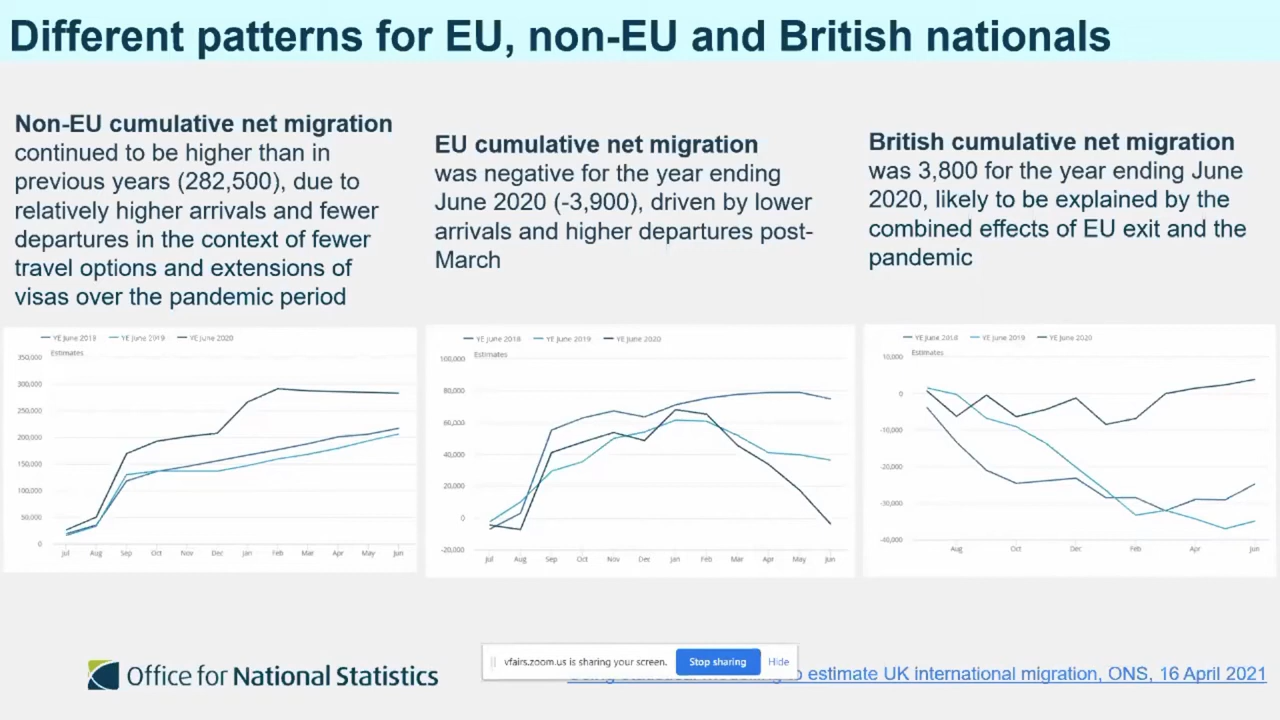 Different patterns for EU, non-EU and British nationals
Non-EU cumulative net migration
continued to be higher than in
previous years (282,500), due to
relatively higher arrivals and fewer
departures in the context of fewer
travel options and extensions of
visas over the pandemic period
EU cumulative net migration
was negative for the year ending
June 2020 (-3,900), driven by lower
arrivals and higher departures post-
March
British cumulative net migration
was 3,800 for the year ending June
2020, likely to be explained by the
combined effects of EU exit and the
pandemic
YE June 2018 YE June 2019 YE June 2020
Estimates
350,000
300,000
250,000
200,000
150,000
100,000
50,000
0
Jul Aug Sep Oct Nov Dec Jan Feb Mar Apr May Jun
YE June 2018 YE June 2019 YE June 2020
Estimates
100,000
80,000
60,000
40,000
20,000
0
-20,000
Jul Aug Sep Oct Nov Dec Jan Feb Mar Apr May Jun
YE June 2018 YE June 2019 YE June 2020
Estimates
10,000
0
-10,000
-20,000
-30,000
-40,000
Aug Oct Dec Feb Apr Jun
Office for National Statistics
vfairs.zoom.us is sharing your screen. Stop sharing Hide
to estimate UK international migration, ONS, 16 April 2021